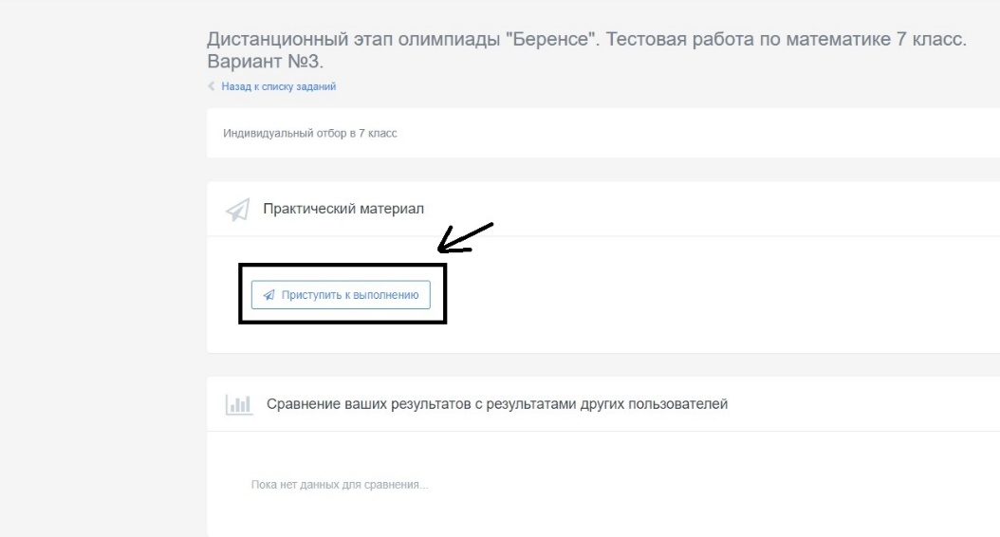 Дистанционный этап олимпиады "Беренсе". Тестовая работа по математике 7 класс.
Вариант №3.
Назад к списку заданий
Индивидуальный отбор в 7 класс
Практический материал
Приступить к выполнению
Сравнение ваших результатов с результатами других пользователей
Пока нет данных для сравнения...